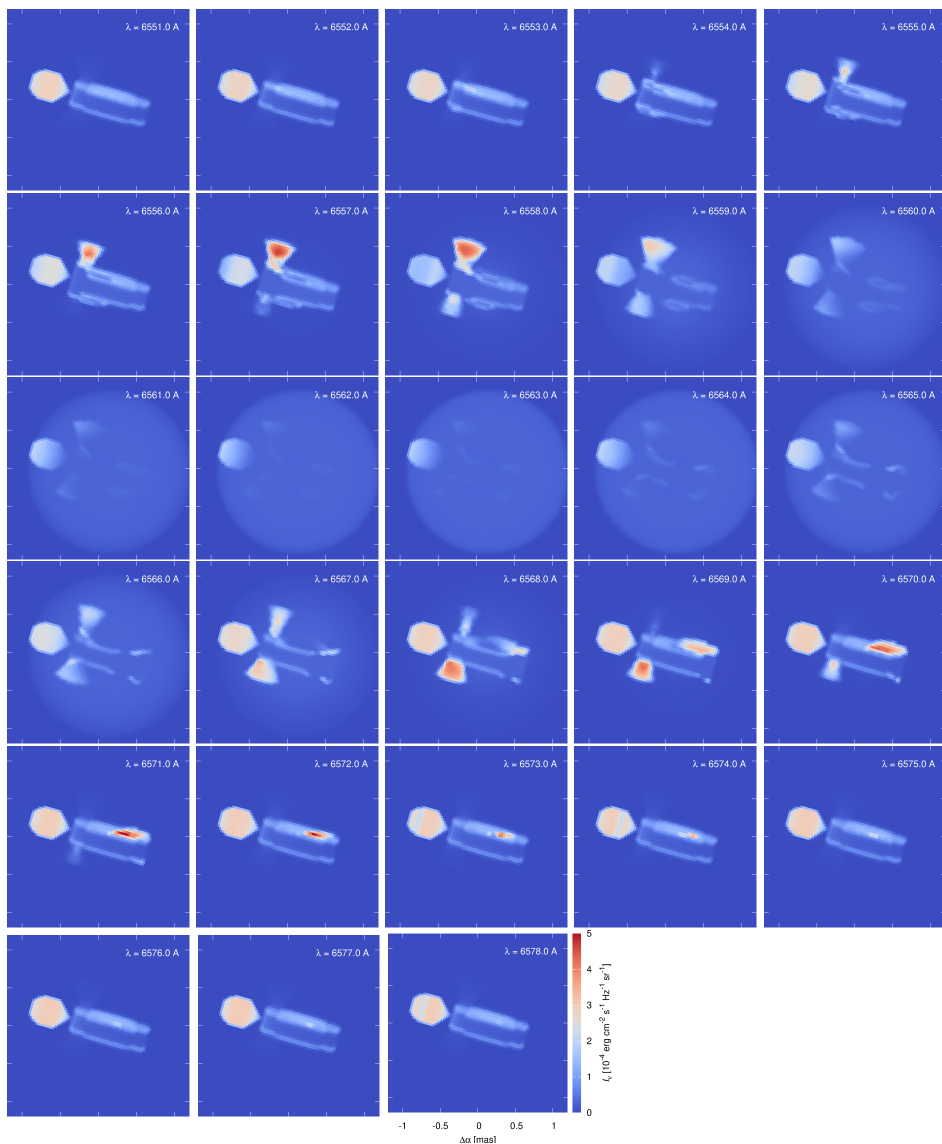 λ = 6551.0 A
λ = 6552.0 A
λ = 6553.0 A
λ = 6554.0 A
λ = 6555.0 A
λ = 6556.0 A
λ = 6557.0 A
λ = 6558.0 A
λ = 6559.0 A
λ = 6560.0 A
λ = 6561.0 A
λ = 6562.0 A
λ = 6563.0 A
λ = 6564.0 A
λ = 6565.0 A
λ = 6566.0 A
λ = 6567.0 A
λ = 6568.0 A
λ = 6569.0 A
λ = 6570.0 A
λ = 6571.0 A
λ = 6572.0 A
λ = 6573.0 A
λ = 6574.0 A
λ = 6575.0 A
λ = 6576.0 A
λ = 6577.0 A
λ = 6578.0 A
5
4
3
2
1
0
I_ν [10⁻⁴ erg cm⁻² s⁻¹ Hz⁻¹ sr⁻¹]
-1 -0.5 0 0.5 1
Δα [mas]